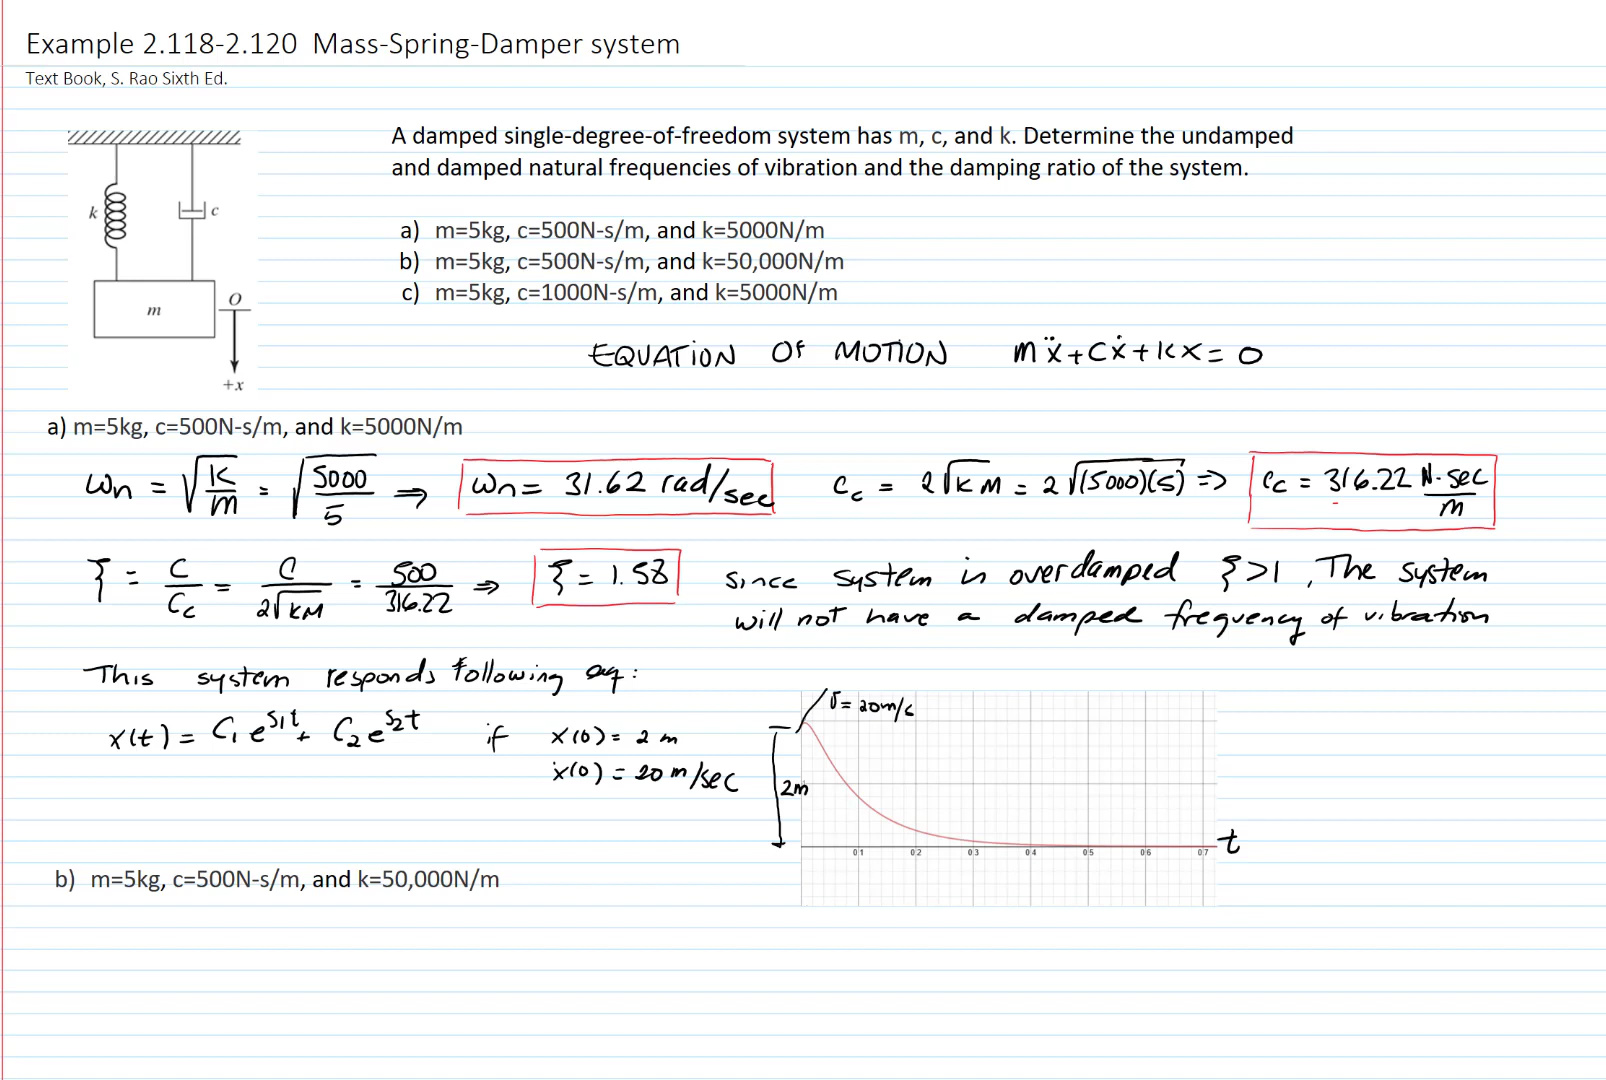 Example 2.118-2.120 Mass-Spring-Damper system
Text Book, S. Rao Sixth Ed.
A damped single-degree-of-freedom system has m, c, and k. Determine the undamped
and damped natural frequencies of vibration and the damping ratio of the system.
k
c
m
O
+x
a) m=5kg, c=500N-s/m, and k=5000N/m
b) m=5kg, c=500N-s/m, and k=50,000N/m
c) m=5kg, c=1000N-s/m, and k=5000N/m
EQUATION OF MOTION mẍ+cẋ+kx=0
a) m=5kg, c=500N-s/m, and k=5000N/m
ωn = √(k/m) = √(5000/5) ⇒ ωn= 31.62 rad/sec Cc = 2√KM = 2√((5000)(5)) => Cc = 316.22 N·sec/m
ξ = C/Cc = C/2√KM = 500/316.22 => ξ= 1.58 since system is overdamped ξ>1, The system
will not have a damped frequency of vibration
This system responds following eq:
x(t) = C₁e^s₁t + C₂e^s₂t if x(0)= 2 m
ẋ(0) = 20 m/sec
v= 20m/s
2m
0.1 0.2 0.3 0.4 0.5 0.6 0.7
t
b) m=5kg, c=500N-s/m, and k=50,000N/m